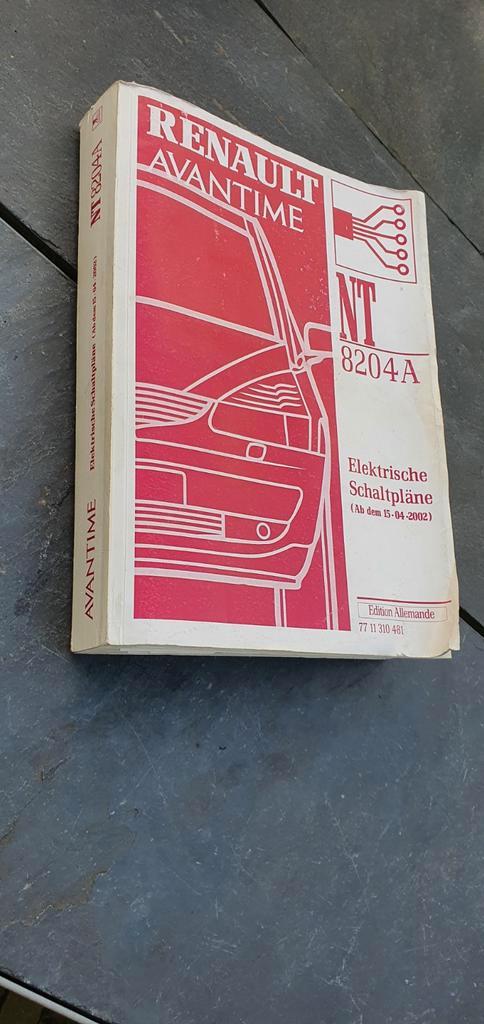 RENAULT
AVANTIME
NT
8204A
Elektrische
Schaltpläne
(Ab dem 15·04·2002)
Edition Allemande
77 11 310 481
NT 8204A
Elektrische Schaltpläne (Ab dem 15·04·2002)
AVANTIME